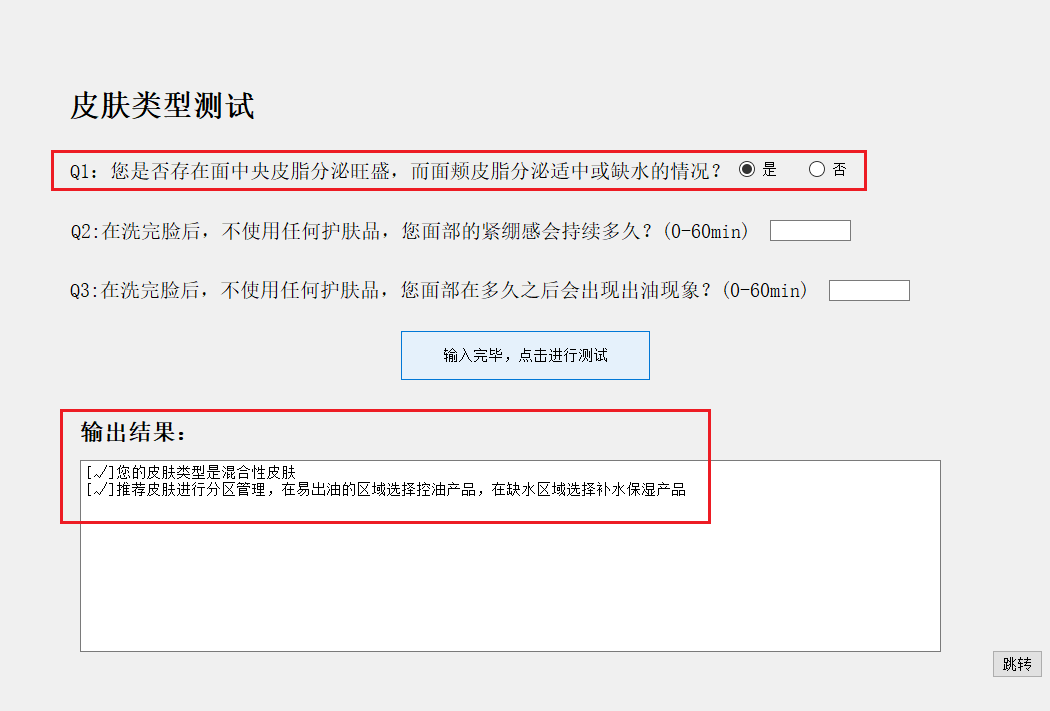 皮肤类型测试
Q1: 您是否存在面中央皮脂分泌旺盛，而面颊皮脂分泌适中或缺水的情况？ 是 否
Q2:在洗完脸后，不使用任何护肤品，您面部的紧绷感会持续多久？(0-60min)
Q3:在洗完脸后，不使用任何护肤品，您面部在多久之后会出现出油现象？(0-60min)
输入完毕，点击进行测试
输出结果：
[✓]您的皮肤类型是混合性皮肤
[✓]推荐皮肤进行分区管理，在易出油的区域选择控油产品，在缺水区域选择补水保湿产品
跳转